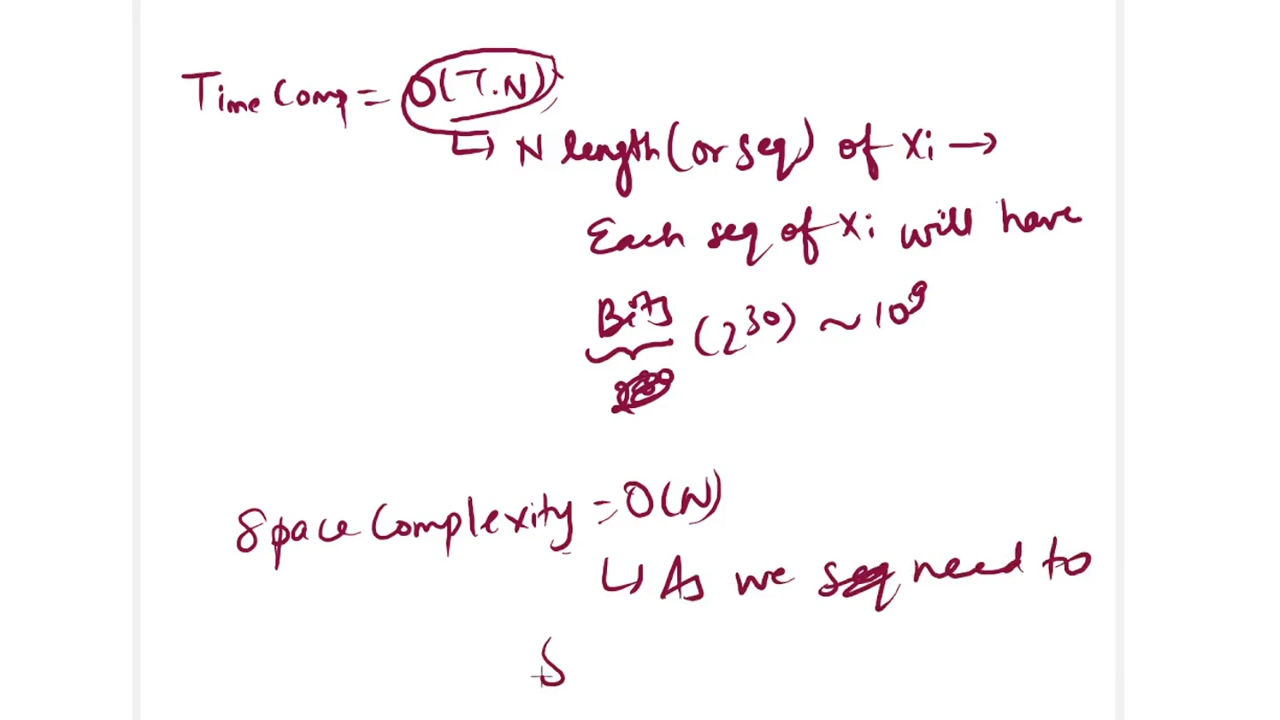 Time Comp = O(T.N)
↳ N length (or seq) of Xi →
Each seq of Xi will have
Bits (2^30) ~ 10^9
Space Complexity = O(N)
↳ As we need to
S